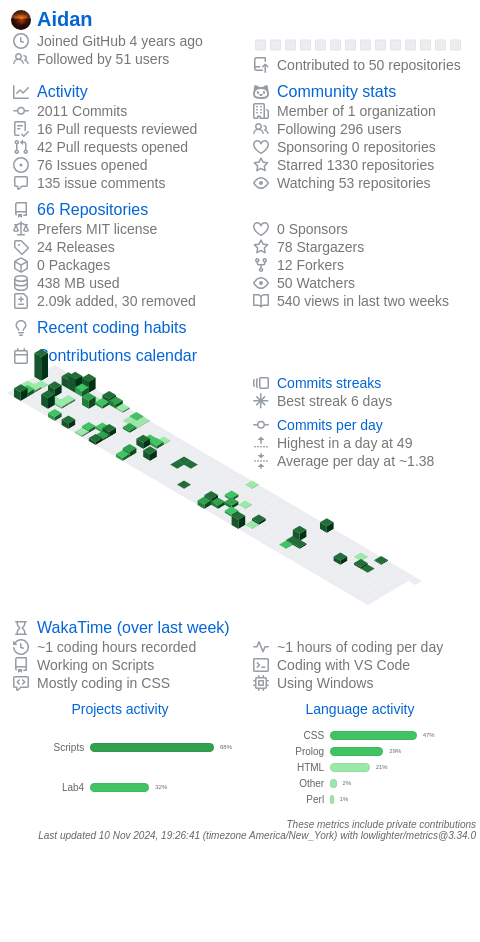 Aidan
Joined GitHub 4 years ago
Followed by 51 users
Contributed to 50 repositories
Activity
2011 Commits
16 Pull requests reviewed
42 Pull requests opened
76 Issues opened
135 issue comments
Community stats
Member of 1 organization
Following 296 users
Sponsoring 0 repositories
Starred 1330 repositories
Watching 53 repositories
66 Repositories
Prefers MIT license
24 Releases
0 Packages
438 MB used
2.09k added, 30 removed
0 Sponsors
78 Stargazers
12 Forkers
50 Watchers
540 views in last two weeks
Recent coding habits
Contributions calendar
Commits streaks
Best streak 6 days
Commits per day
Highest in a day at 49
Average per day at ~1.38
WakaTime (over last week)
~1 coding hours recorded
Working on Scripts
Mostly coding in CSS
~1 hours of coding per day
Coding with VS Code
Using Windows
Projects activity
Scripts 68%
Lab4 32%
Language activity
CSS 47%
Prolog 29%
HTML 21%
Other 2%
Perl 1%
These metrics include private contributions
Last updated 10 Nov 2024, 19:26:41 (timezone America/New_York) with lowlighter/metrics@3.34.0